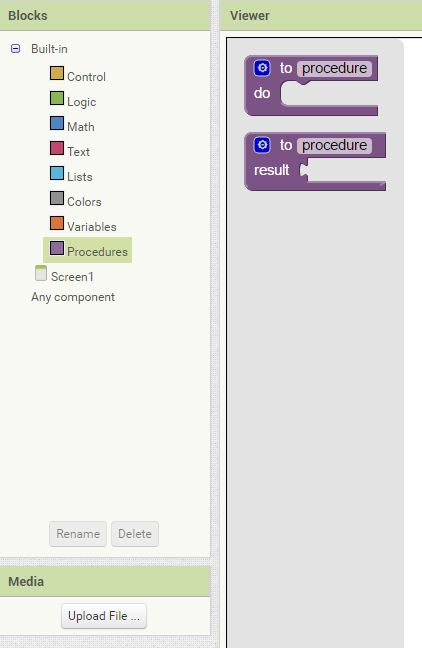 Blocks
Built-in
Control
Logic
Math
Text
Lists
Colors
Variables
Procedures
Screen1
Any component
Rename Delete
Media
Upload File ...
Viewer
to procedure
do
to procedure
result